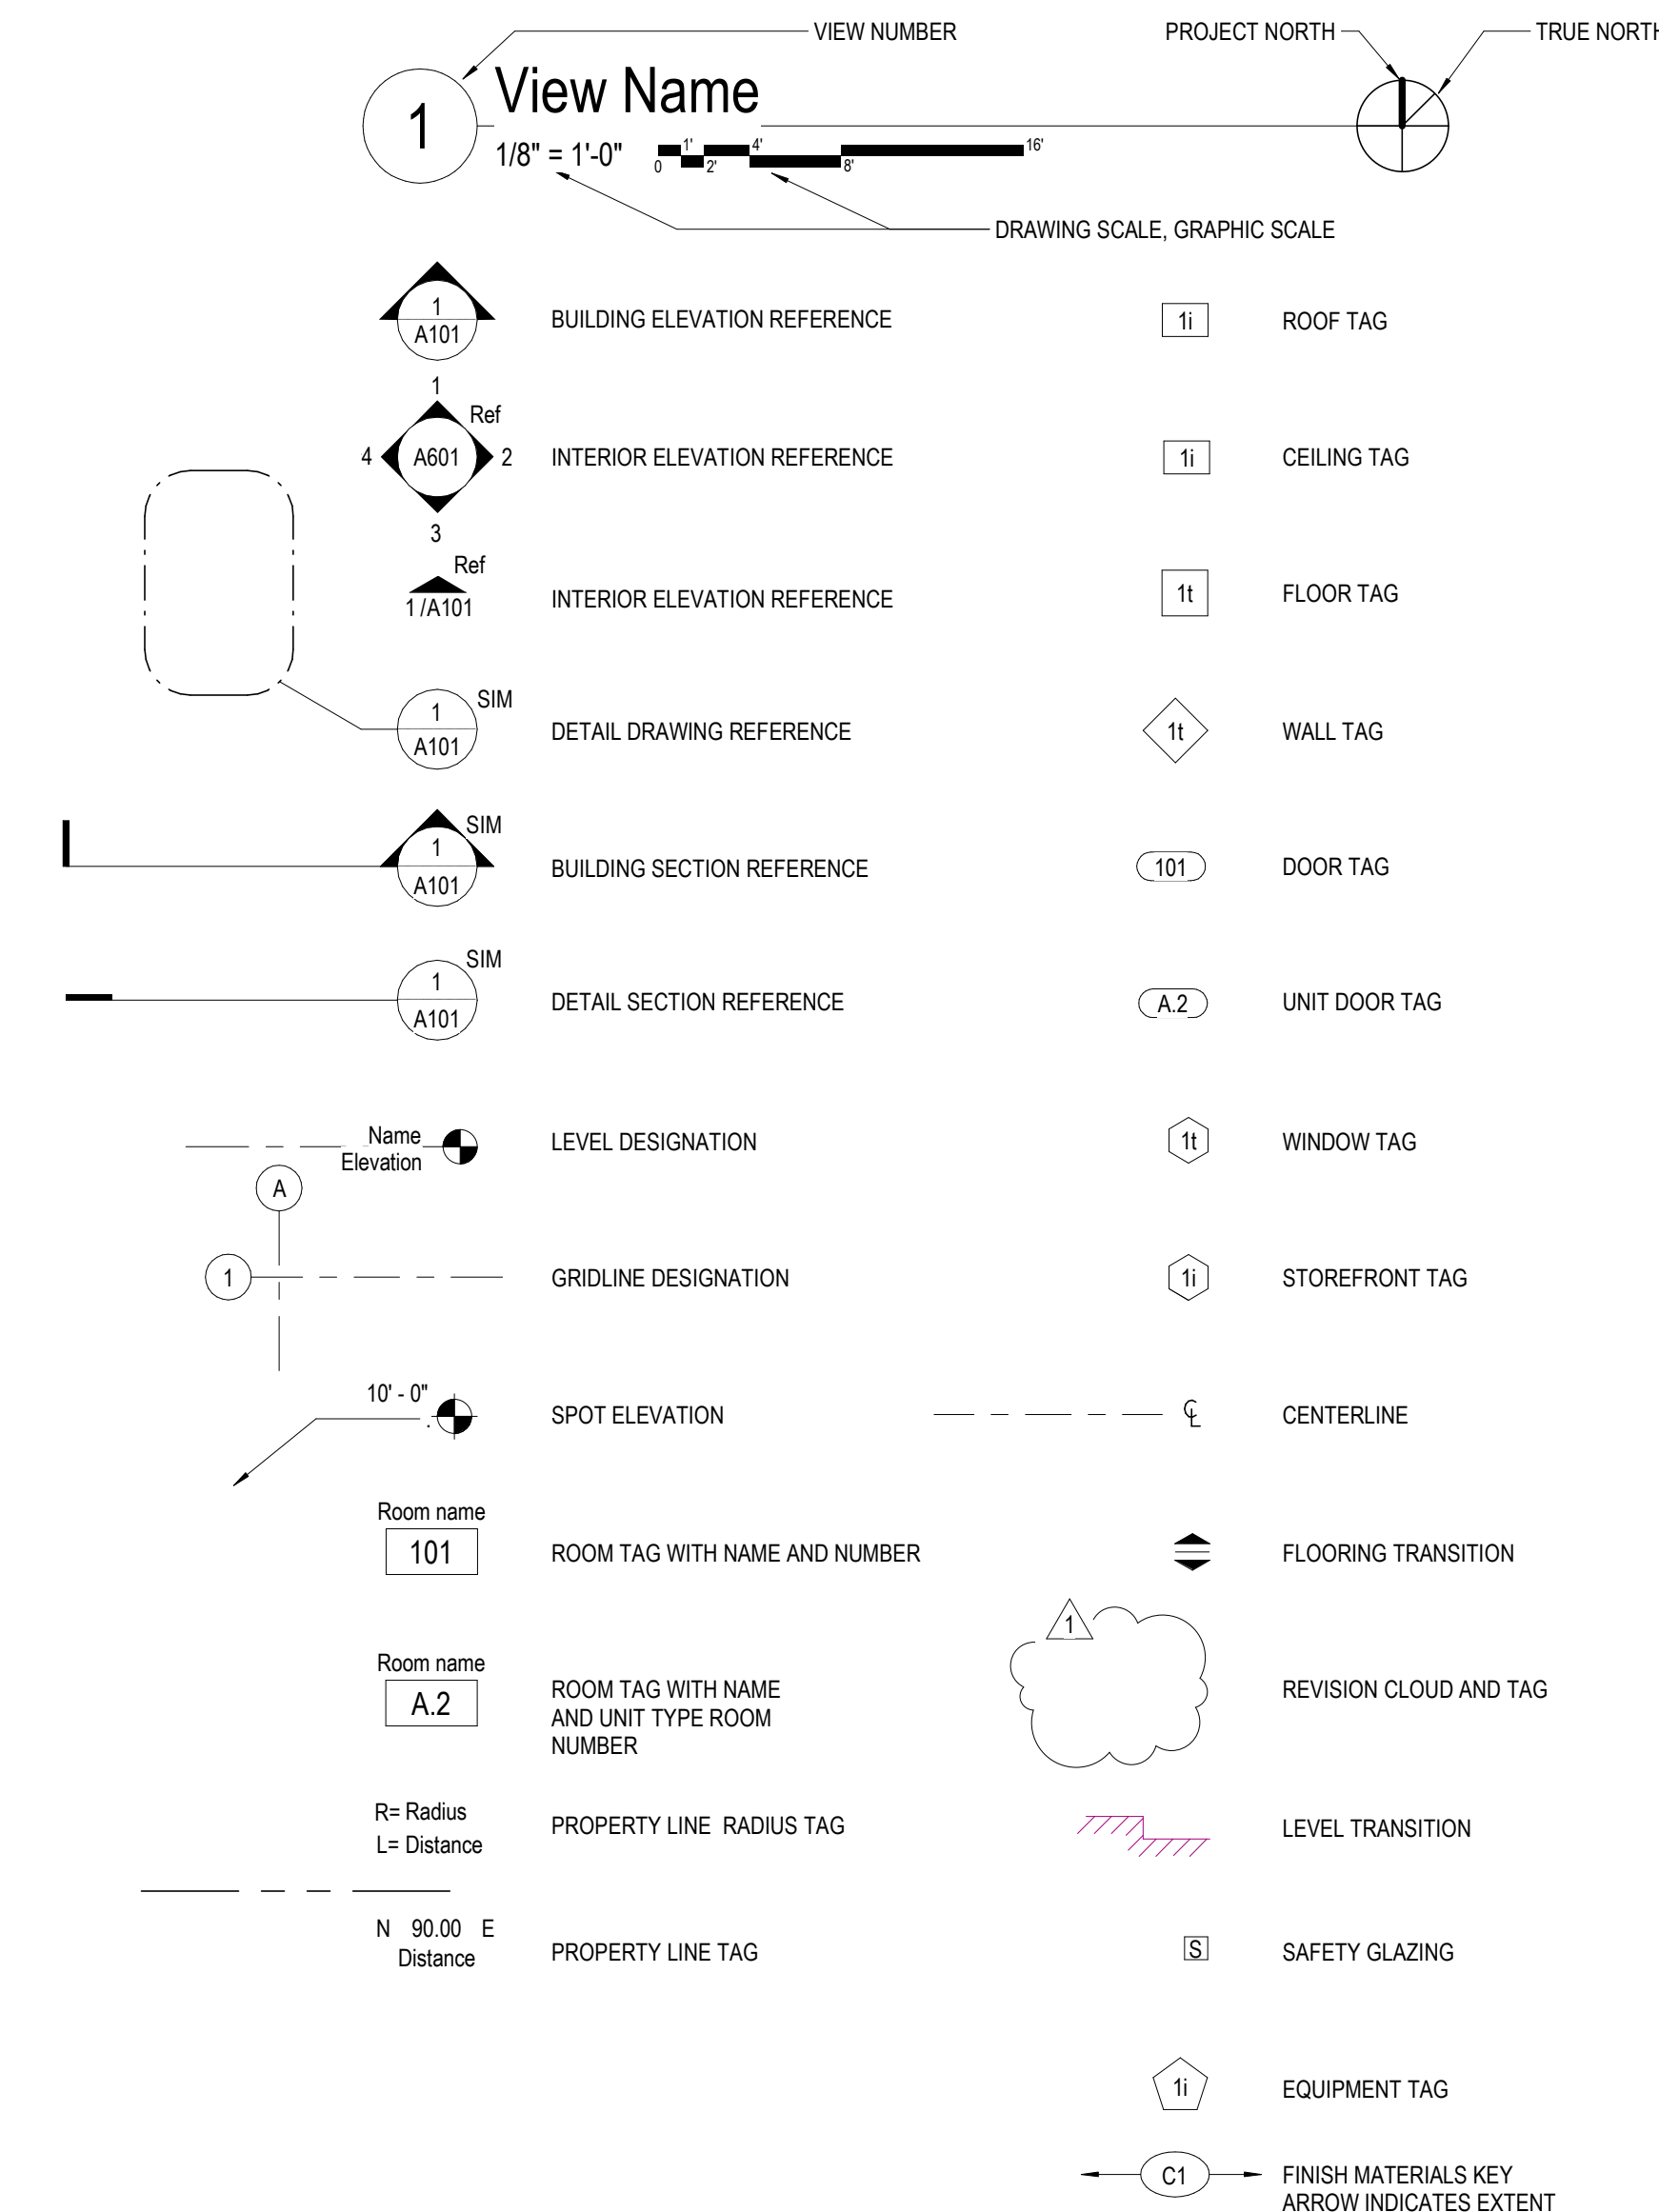 VIEW NUMBER
PROJECT NORTH
TRUE NORTH
1
View Name
1/8" = 1'-0"
0 1' 2' 4' 8' 16'
DRAWING SCALE, GRAPHIC SCALE
1
A101
BUILDING ELEVATION REFERENCE
1i
ROOF TAG
1
Ref
4 A601 2
3
INTERIOR ELEVATION REFERENCE
1i
CEILING TAG
Ref
1 /A101
INTERIOR ELEVATION REFERENCE
1t
FLOOR TAG
SIM
1
A101
DETAIL DRAWING REFERENCE
1t
WALL TAG
SIM
1
A101
BUILDING SECTION REFERENCE
101
DOOR TAG
SIM
1
A101
DETAIL SECTION REFERENCE
A.2
UNIT DOOR TAG
Name
Elevation
LEVEL DESIGNATION
1t
WINDOW TAG
A
1
GRIDLINE DESIGNATION
1i
STOREFRONT TAG
10' - 0"
.
SPOT ELEVATION
℄
CENTERLINE
Room name
101
ROOM TAG WITH NAME AND NUMBER
FLOORING TRANSITION
Room name
A.2
ROOM TAG WITH NAME
AND UNIT TYPE ROOM
NUMBER
1
REVISION CLOUD AND TAG
R= Radius
L= Distance
PROPERTY LINE RADIUS TAG
LEVEL TRANSITION
N 90.00 E
Distance
PROPERTY LINE TAG
S
SAFETY GLAZING
1i
EQUIPMENT TAG
C1
FINISH MATERIALS KEY
ARROW INDICATES EXTENT